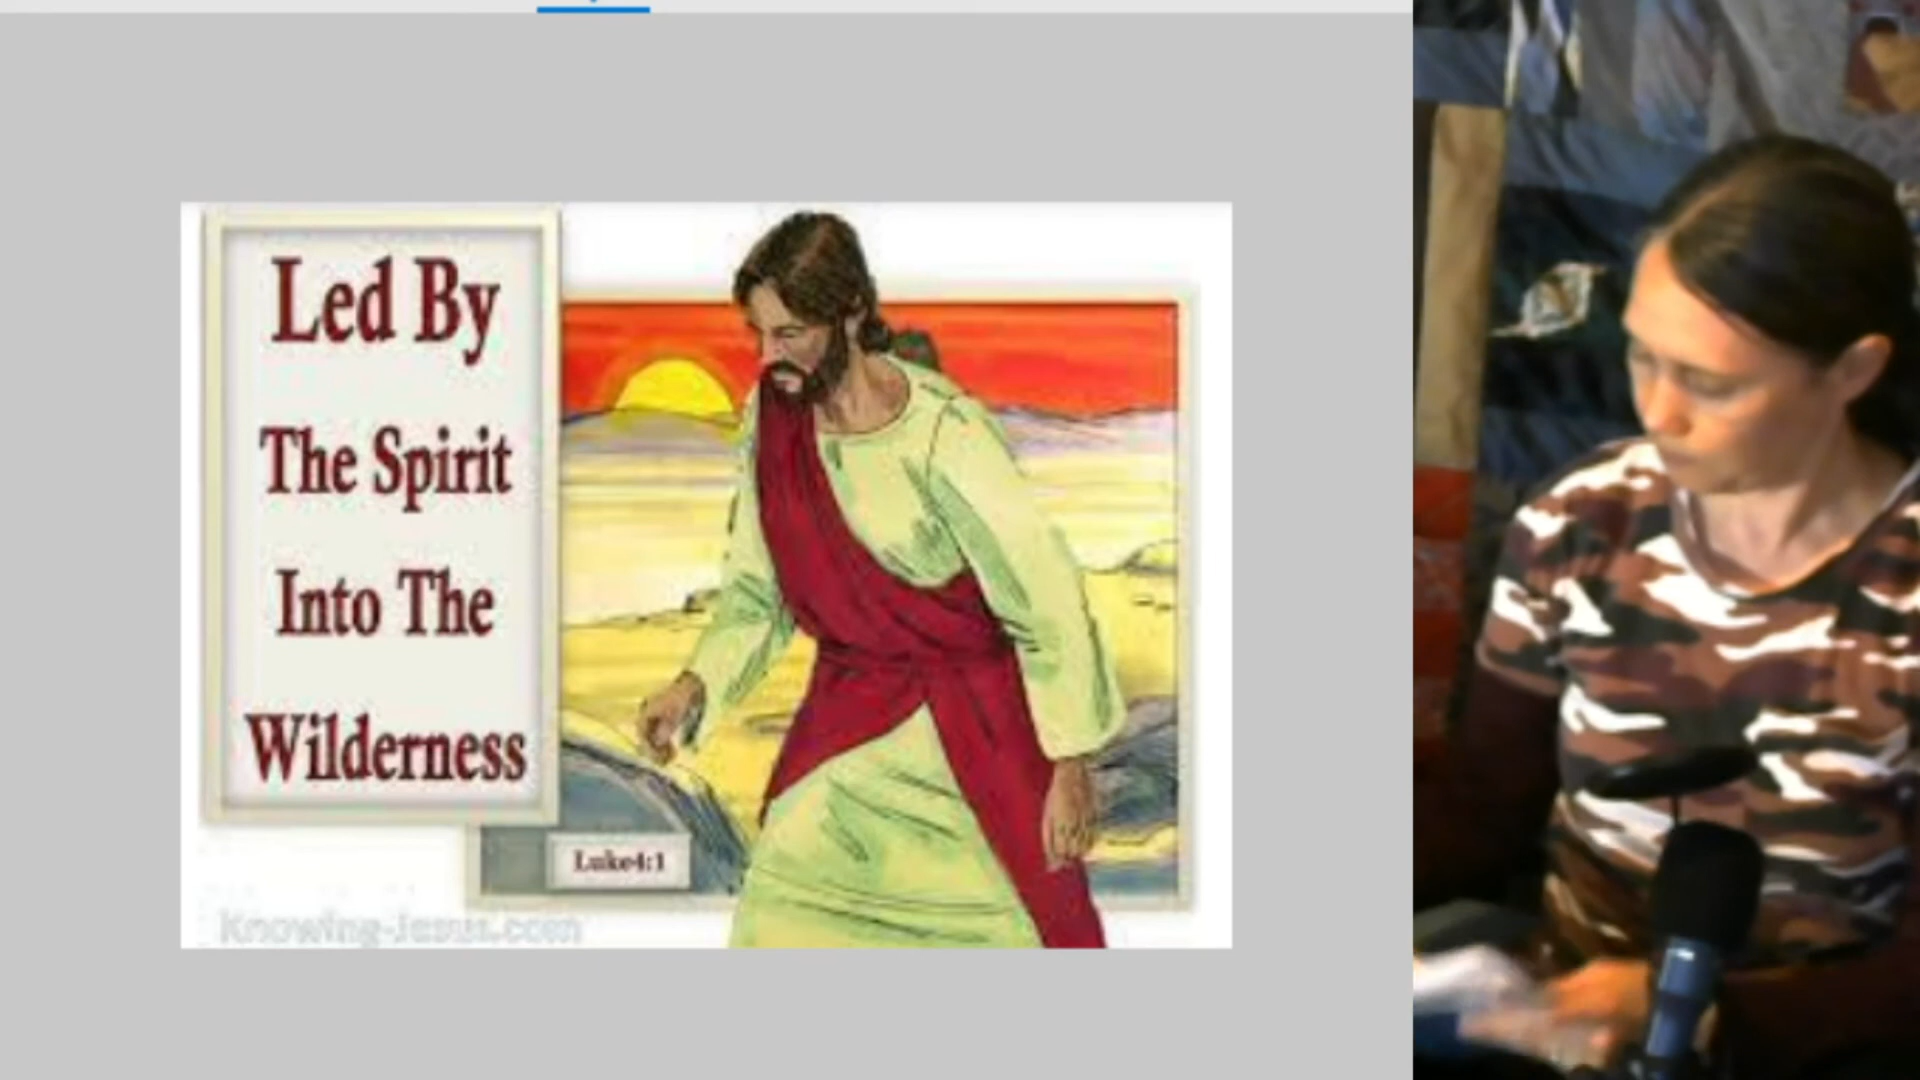 Led By
The Spirit
Into The
Wilderness
Luke4:1
Knowing-Jesus.com